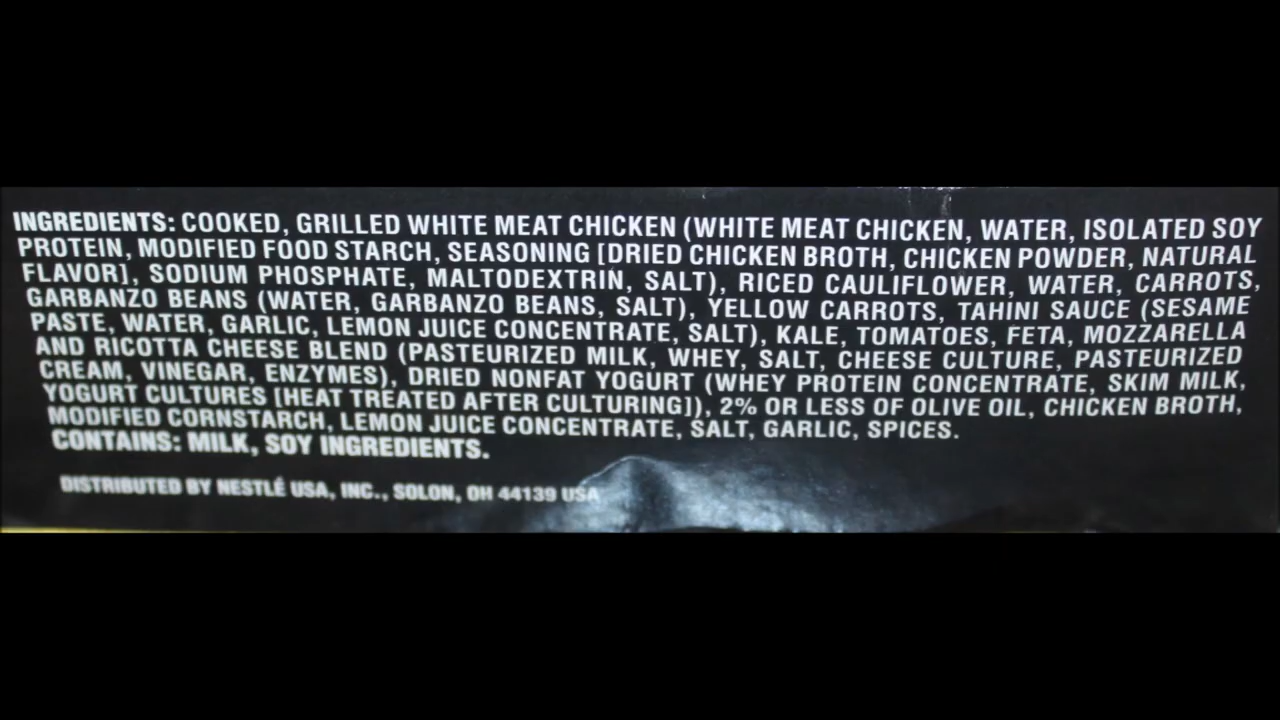 INGREDIENTS: COOKED, GRILLED WHITE MEAT CHICKEN (WHITE MEAT CHICKEN, WATER, ISOLATED SOY
PROTEIN, MODIFIED FOOD STARCH, SEASONING [DRIED CHICKEN BROTH, CHICKEN POWDER, NATURAL
FLAVOR], SODIUM PHOSPHATE, MALTODEXTRIN, SALT), RICED CAULIFLOWER, WATER, CARROTS,
GARBANZO BEANS (WATER, GARBANZO BEANS, SALT), YELLOW CARROTS, TAHINI SAUCE (SESAME
PASTE, WATER, GARLIC, LEMON JUICE CONCENTRATE, SALT), KALE, TOMATOES, FETA, MOZZARELLA
AND RICOTTA CHEESE BLEND (PASTEURIZED MILK, WHEY, SALT, CHEESE CULTURE, PASTEURIZED
CREAM, VINEGAR, ENZYMES), DRIED NONFAT YOGURT (WHEY PROTEIN CONCENTRATE, SKIM MILK,
YOGURT CULTURES [HEAT TREATED AFTER CULTURING]), 2% OR LESS OF OLIVE OIL, CHICKEN BROTH,
MODIFIED CORNSTARCH, LEMON JUICE CONCENTRATE, SALT, GARLIC, SPICES.
CONTAINS: MILK, SOY INGREDIENTS.
DISTRIBUTED BY NESTLÉ USA, INC., SOLON, OH 44139 USA